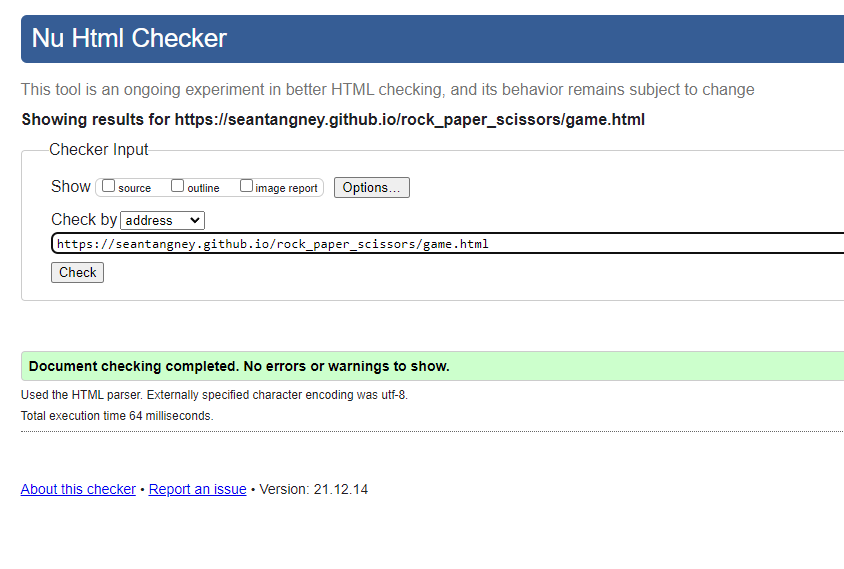 Nu Html Checker
This tool is an ongoing experiment in better HTML checking, and its behavior remains subject to change
Showing results for https://seantangney.github.io/rock_paper_scissors/game.html
Checker Input
Show source outline image report Options...
Check by address
https://seantangney.github.io/rock_paper_scissors/game.html
Check
Document checking completed. No errors or warnings to show.
Used the HTML parser. Externally specified character encoding was utf-8.
Total execution time 64 milliseconds.
About this checker • Report an issue • Version: 21.12.14